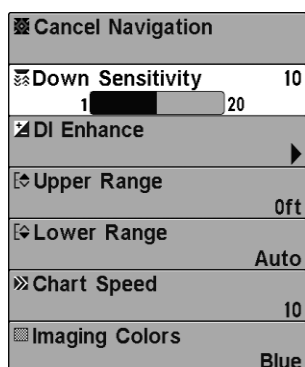 Cancel Navigation
Down Sensitivity 10
1 20
DI Enhance
Upper Range
0ft
Lower Range
Auto
Chart Speed
10
Imaging Colors
Blue